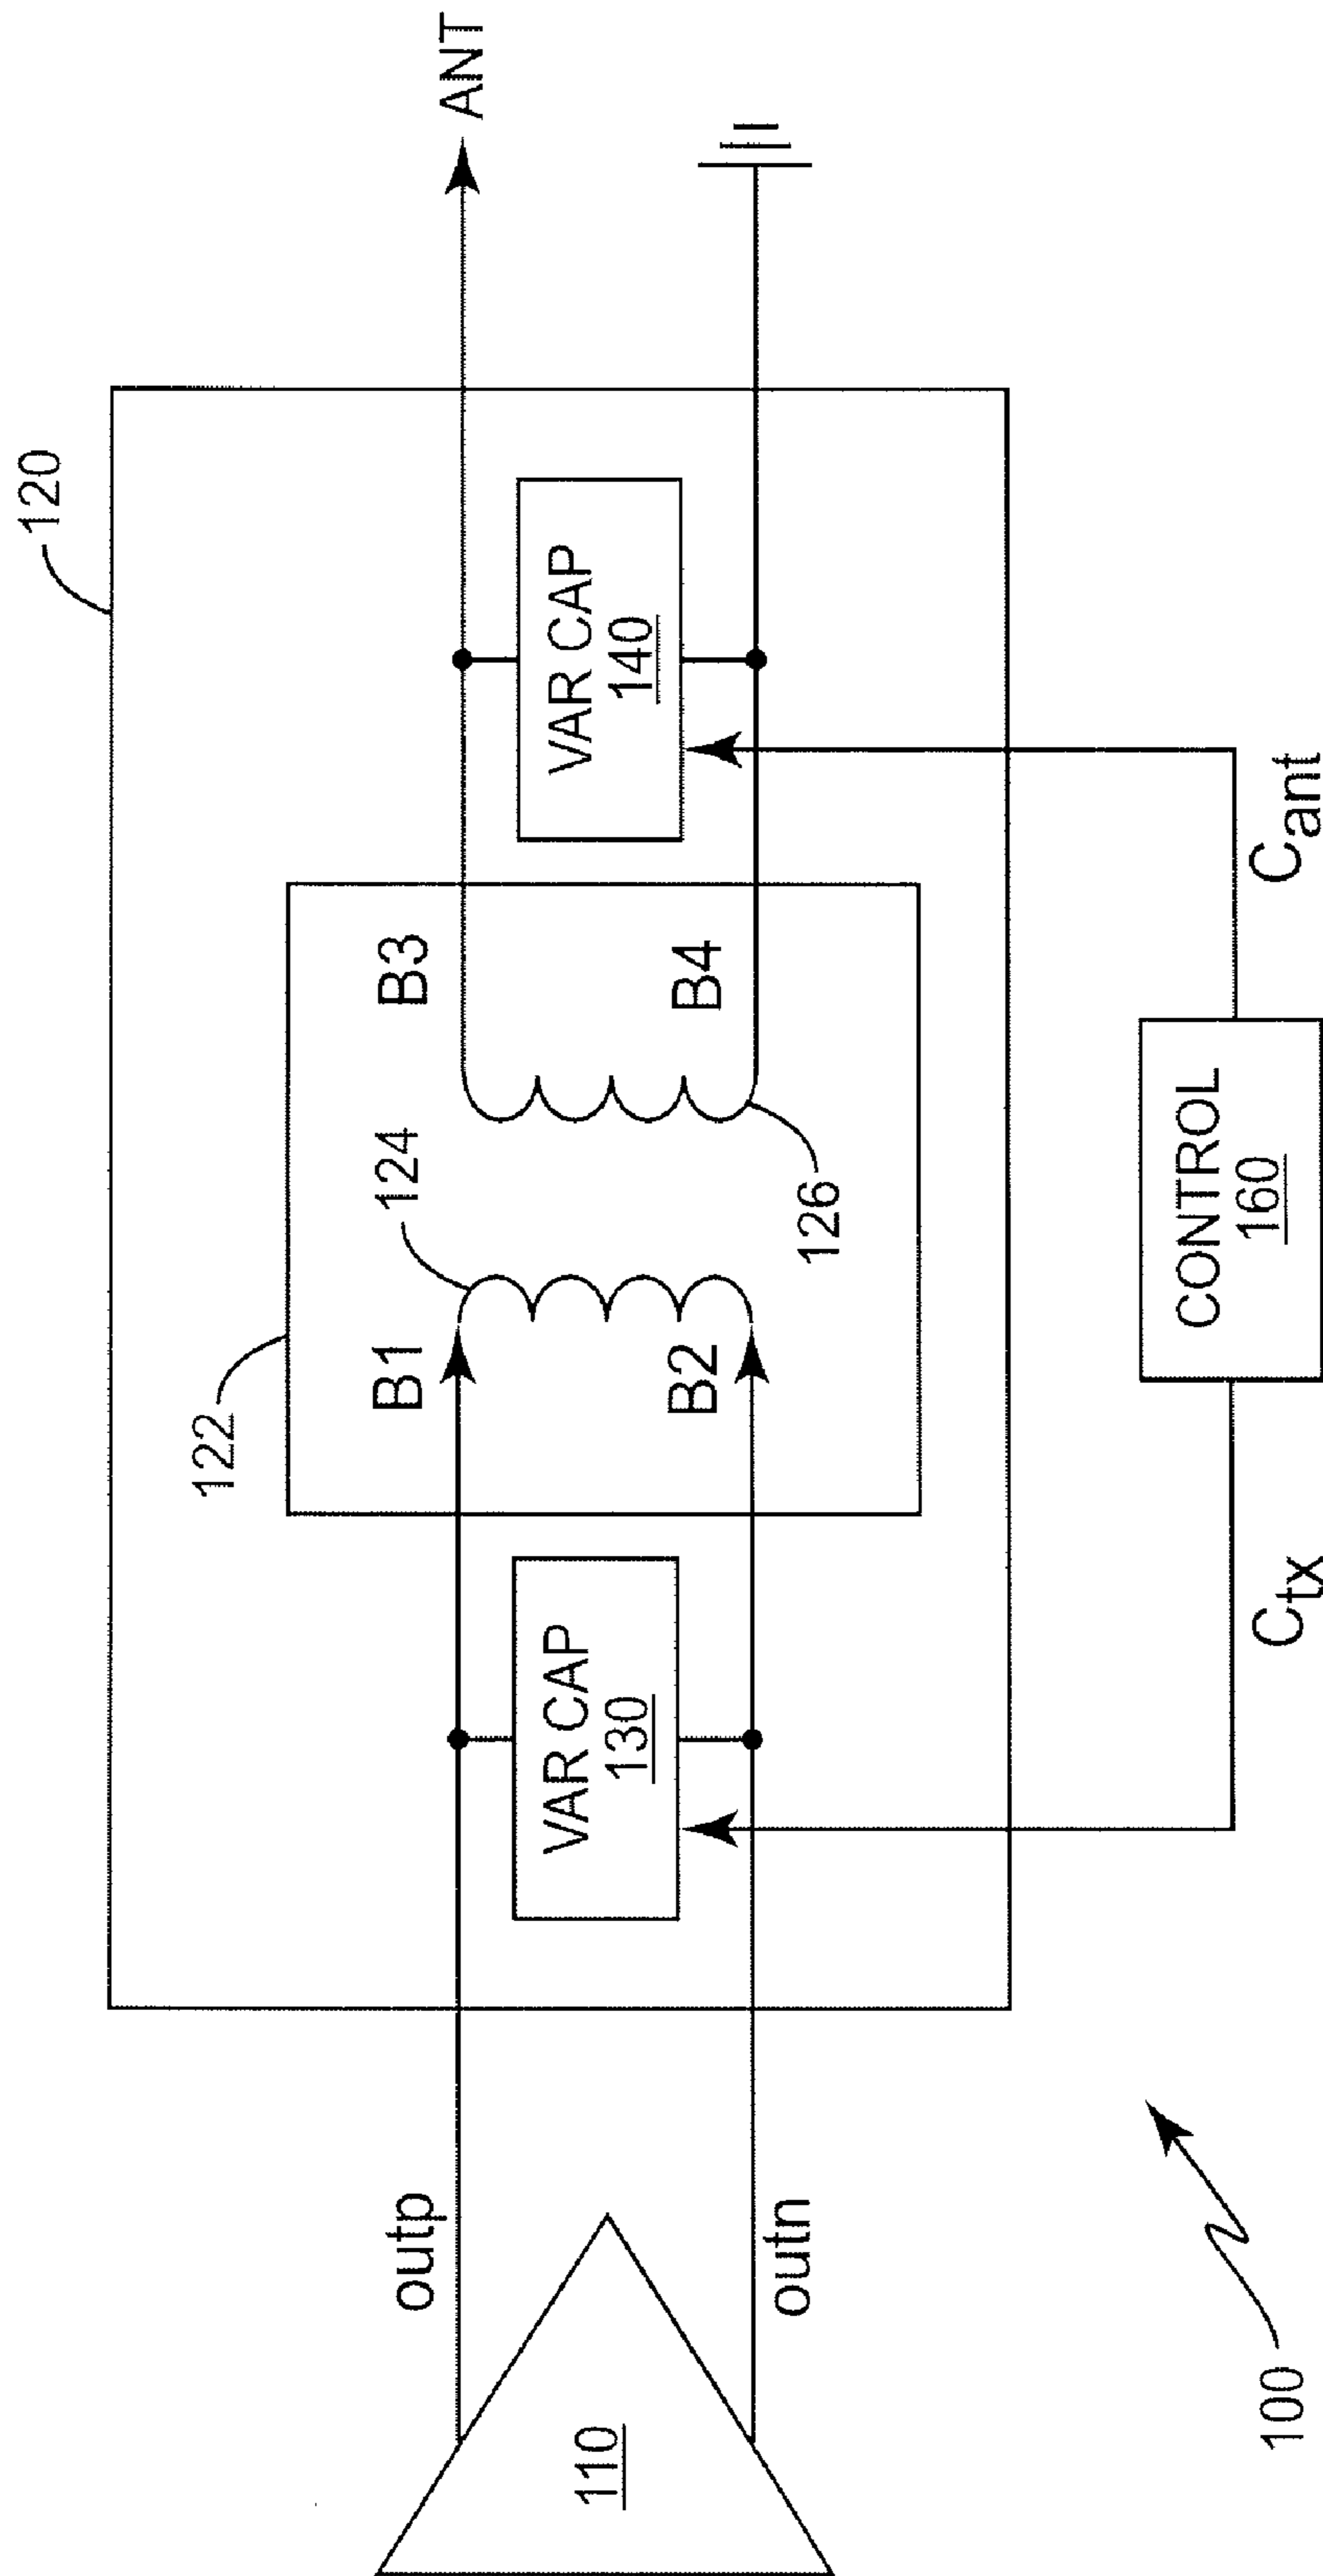 120
ANT
122
124
B1
B3
outp
110
VAR CAP
130
VAR CAP
140
B2
B4
outn
126
CONTROL
160
Ctx
Cant
100